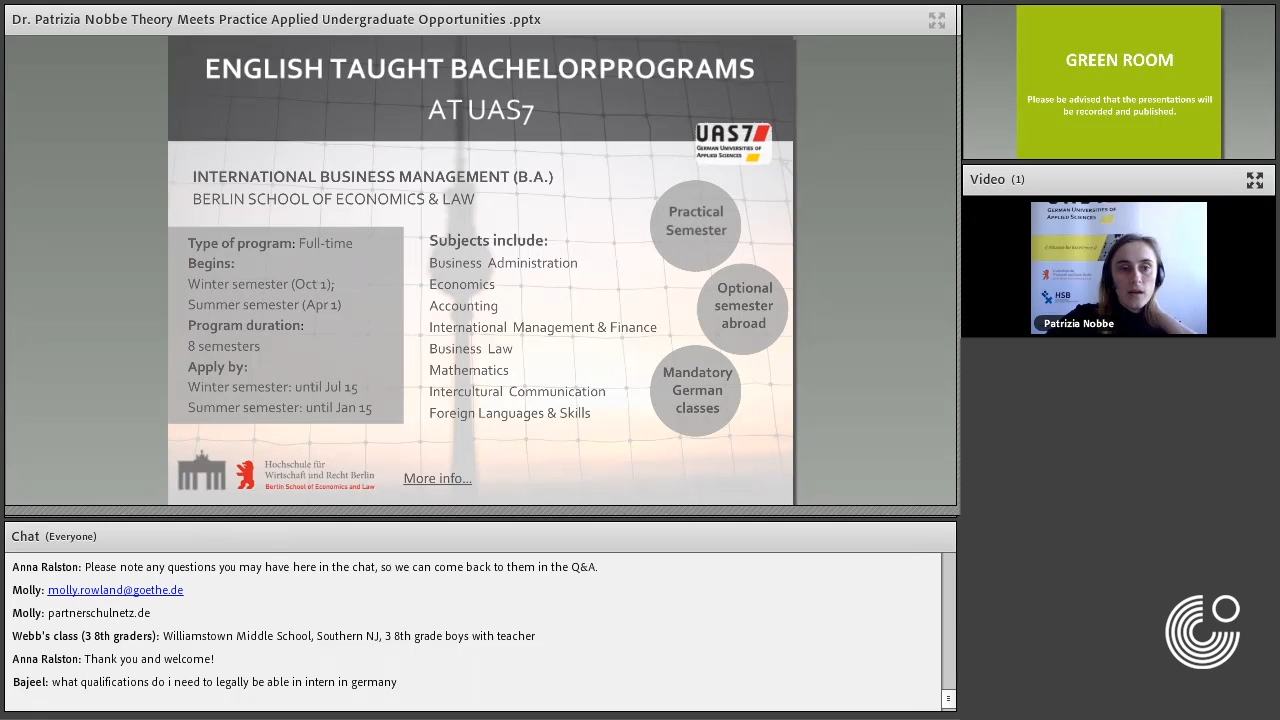 Dr. Patrizia Nobbe Theory Meets Practice Applied Undergraduate Opportunities .pptx
ENGLISH TAUGHT BACHELORPROGRAMS
AT UAS7
UAS7
GERMAN UNIVERSITIES OF
APPLIED SCIENCES
INTERNATIONAL BUSINESS MANAGEMENT (B.A.)
BERLIN SCHOOL OF ECONOMICS & LAW
Type of program: Full-time
Begins:
Winter semester (Oct 1);
Summer semester (Apr 1)
Program duration:
8 semesters
Apply by:
Winter semester: until Jul 15
Summer semester: until Jan 15
Subjects include:
Business Administration
Economics
Accounting
International Management & Finance
Business Law
Mathematics
Intercultural Communication
Foreign Languages & Skills
Practical
Semester
Optional
semester
abroad
Mandatory
German
classes
Hochschule für
Wirtschaft und Recht Berlin
Berlin School of Economics and Law
More info...
GREEN ROOM
Please be advised that the presentations will
be recorded and published.
Video (1)
GERMAN UNIVERSITIES OF
APPLIED SCIENCES
HSB
Patrizia Nobbe
Chat (Everyone)
Anna Ralston: Please note any questions you may have here in the chat, so we can come back to them in the Q&A.
Molly: molly.rowland@goethe.de
Molly: partnerschulnetz.de
Webb's class (3 8th graders): Williamstown Middle School, Southern NJ, 3 8th grade boys with teacher
Anna Ralston: Thank you and welcome!
Bajeel: what qualifications do i need to legally be able in intern in germany